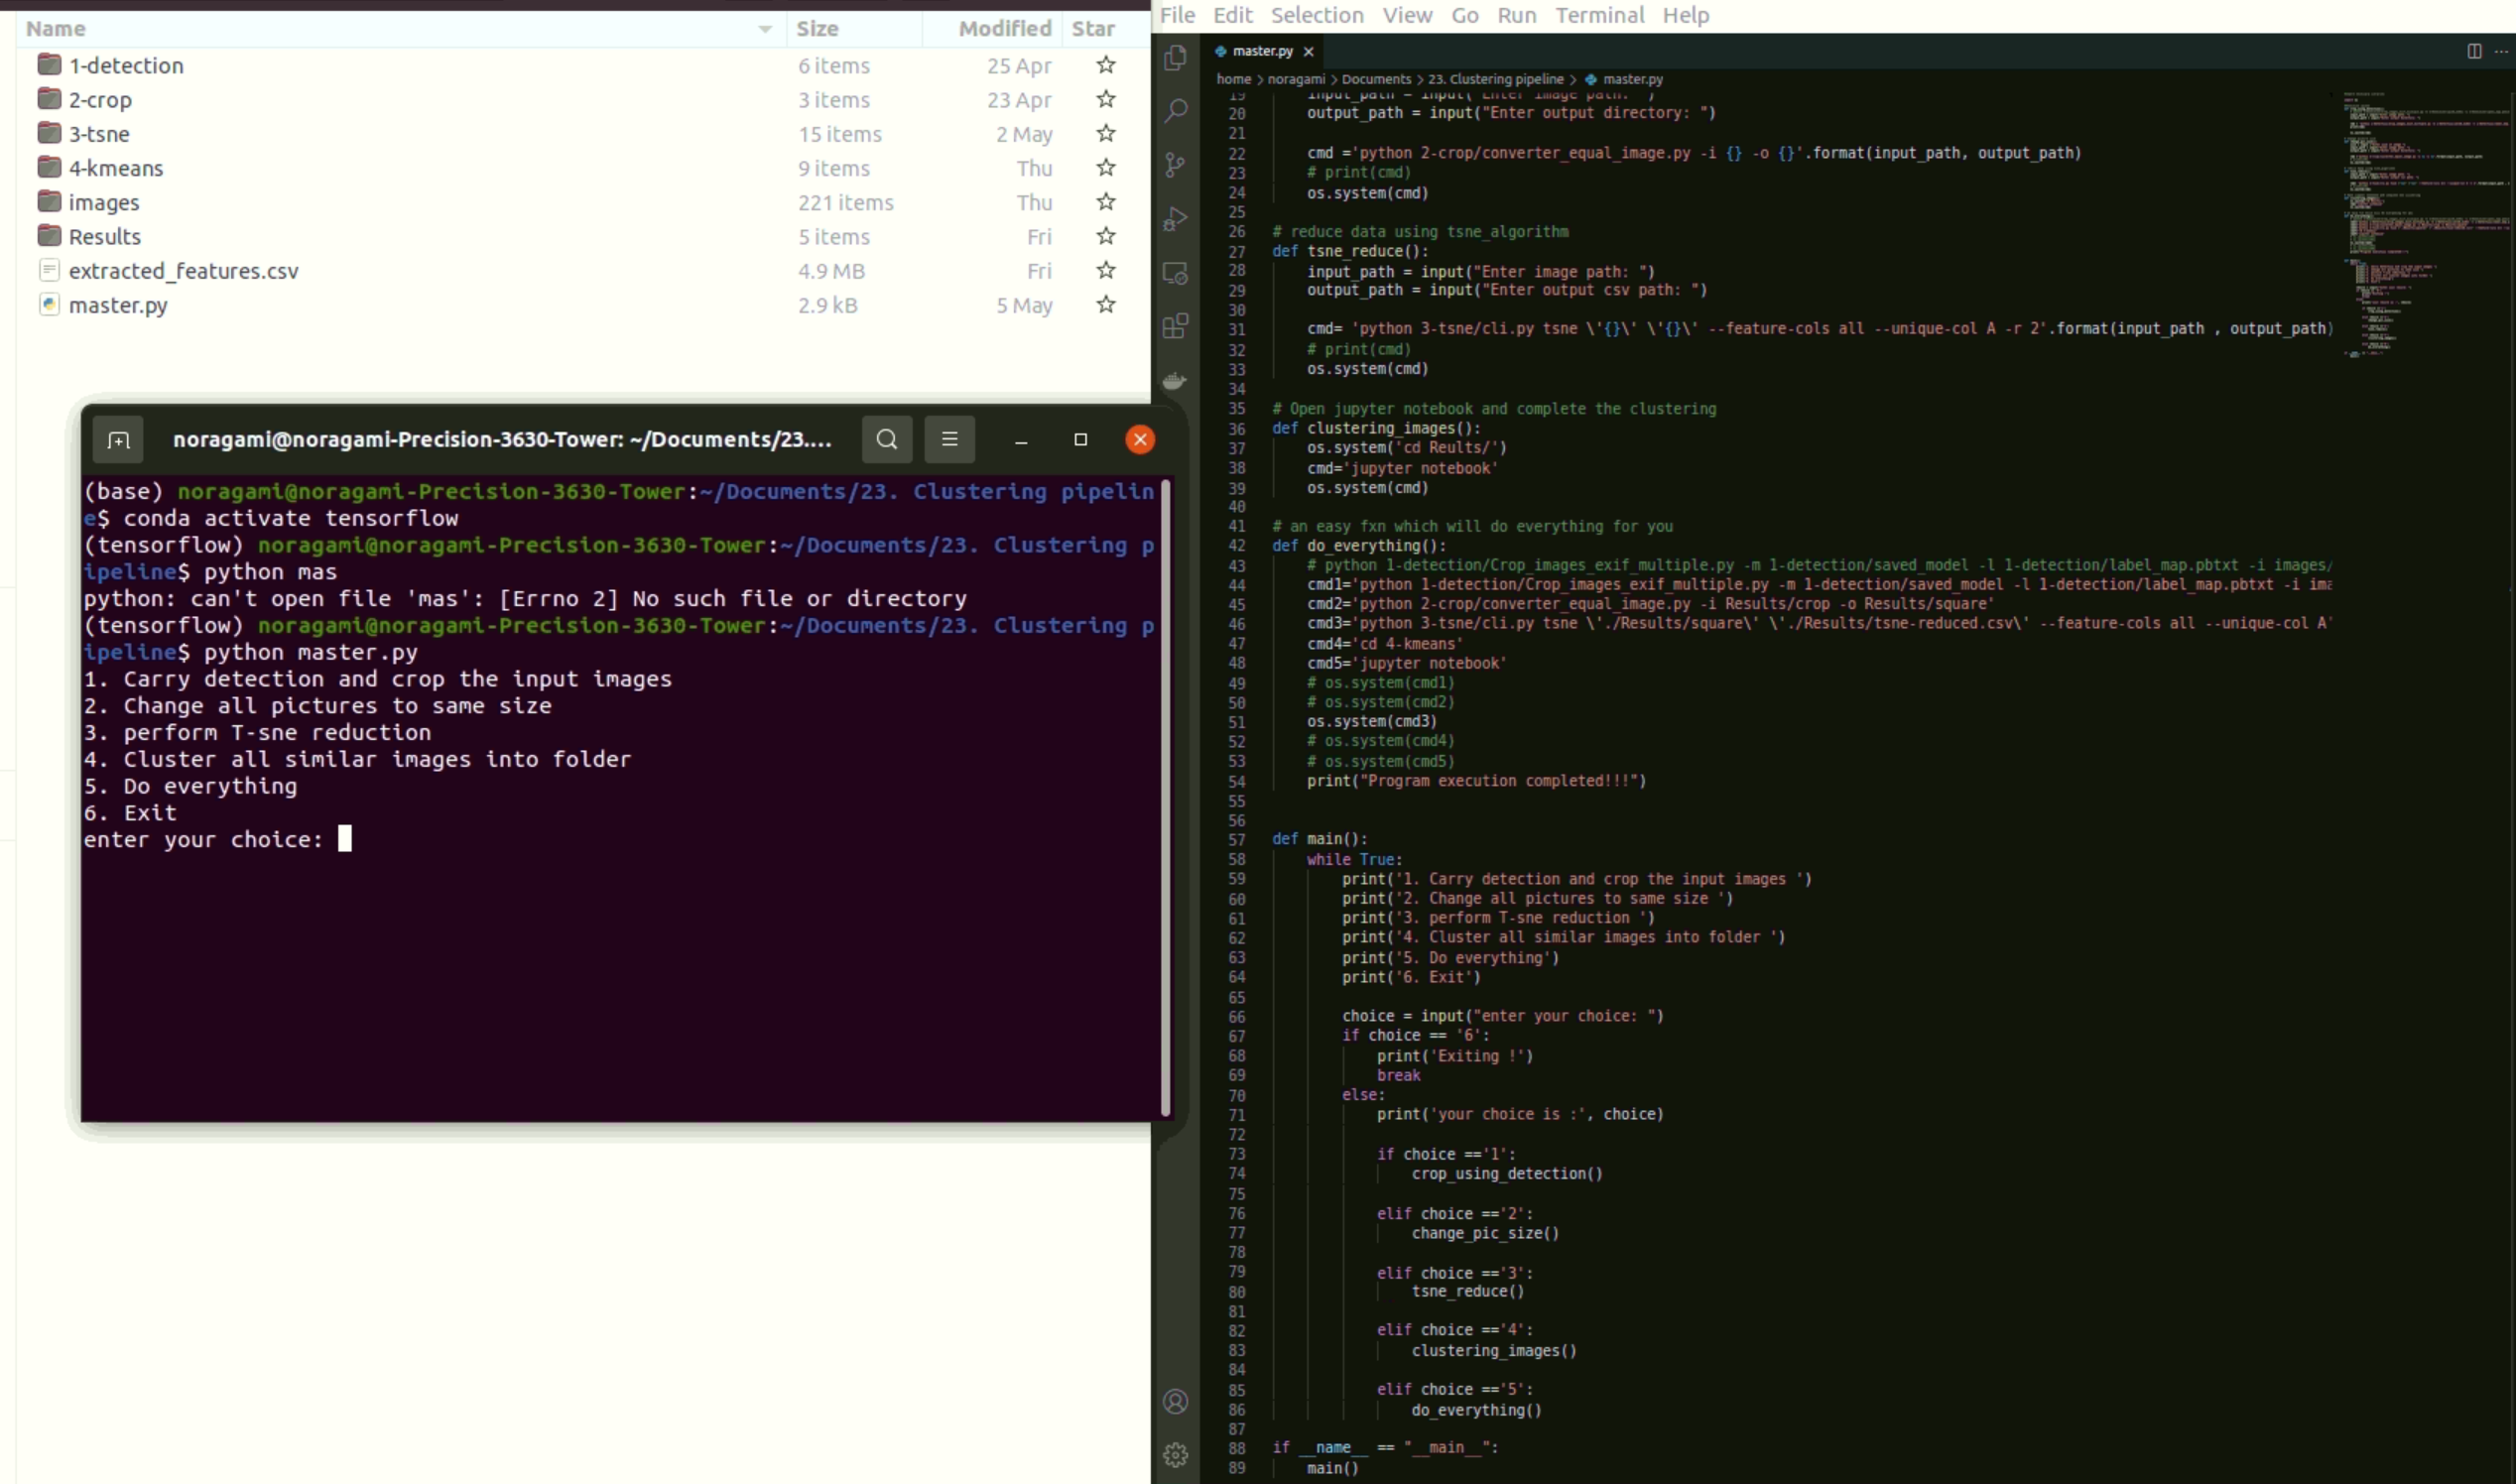 Name Size Modified Star
1-detection 6 items 25 Apr
2-crop 3 items 23 Apr
3-tsne 15 items 2 May
4-kmeans 9 items Thu
images 221 items Thu
Results 5 items Fri
extracted_features.csv 4.9 MB Fri
master.py 2.9 kB 5 May
noragami@noragami-Precision-3630-Tower: ~/Documents/23....
(base) noragami@noragami-Precision-3630-Tower:~/Documents/23. Clustering pipelin
e$ conda activate tensorflow
(tensorflow) noragami@noragami-Precision-3630-Tower:~/Documents/23. Clustering p
ipeline$ python mas
python: can't open file 'mas': [Errno 2] No such file or directory
(tensorflow) noragami@noragami-Precision-3630-Tower:~/Documents/23. Clustering p
ipeline$ python master.py
1. Carry detection and crop the input images
2. Change all pictures to same size
3. perform T-sne reduction
4. Cluster all similar images into folder
5. Do everything
6. Exit
enter your choice:
File Edit Selection View Go Run Terminal Help
master.py
home > noragami > Documents > 23. Clustering pipeline > master.py
19 input_path = input("Enter image path: ")
20 output_path = input("Enter output directory: ")
21
22 cmd ='python 2-crop/converter_equal_image.py -i {} -o {}'.format(input_path, output_path)
23 # print(cmd)
24 os.system(cmd)
25
26 # reduce data using tsne_algorithm
27 def tsne_reduce():
28 input_path = input("Enter image path: ")
29 output_path = input("Enter output csv path: ")
30
31 cmd= 'python 3-tsne/cli.py tsne \'{}\' \'{}\' --feature-cols all --unique-col A -r 2'.format(input_path , output_path)
32 # print(cmd)
33 os.system(cmd)
34
35 # Open jupyter notebook and complete the clustering
36 def clustering_images():
37 os.system('cd Reults/')
38 cmd='jupyter notebook'
39 os.system(cmd)
40
41 # an easy fxn which will do everything for you
42 def do_everything():
43 # python 1-detection/Crop_images_exif_multiple.py -m 1-detection/saved_model -l 1-detection/label_map.pbtxt -i images/
44 cmd1='python 1-detection/Crop_images_exif_multiple.py -m 1-detection/saved_model -l 1-detection/label_map.pbtxt -i ima
45 cmd2='python 2-crop/converter_equal_image.py -i Results/crop -o Results/square'
46 cmd3='python 3-tsne/cli.py tsne \'./Results/square\' \'./Results/tsne-reduced.csv\' --feature-cols all --unique-col A'
47 cmd4='cd 4-kmeans'
48 cmd5='jupyter notebook'
49 # os.system(cmd1)
50 # os.system(cmd2)
51 os.system(cmd3)
52 # os.system(cmd4)
53 # os.system(cmd5)
54 print("Program execution completed!!!")
55
56
57 def main():
58 while True:
59 print('1. Carry detection and crop the input images ')
60 print('2. Change all pictures to same size ')
61 print('3. perform T-sne reduction ')
62 print('4. Cluster all similar images into folder ')
63 print('5. Do everything')
64 print('6. Exit')
65
66 choice = input("enter your choice: ")
67 if choice == '6':
68 print('Exiting !')
69 break
70 else:
71 print('your choice is :', choice)
72
73 if choice =='1':
74 crop_using_detection()
75
76 elif choice =='2':
77 change_pic_size()
78
79 elif choice =='3':
80 tsne_reduce()
81
82 elif choice =='4':
83 clustering_images()
84
85 elif choice =='5':
86 do_everything()
87
88 if __name__ == "__main__":
89 main()